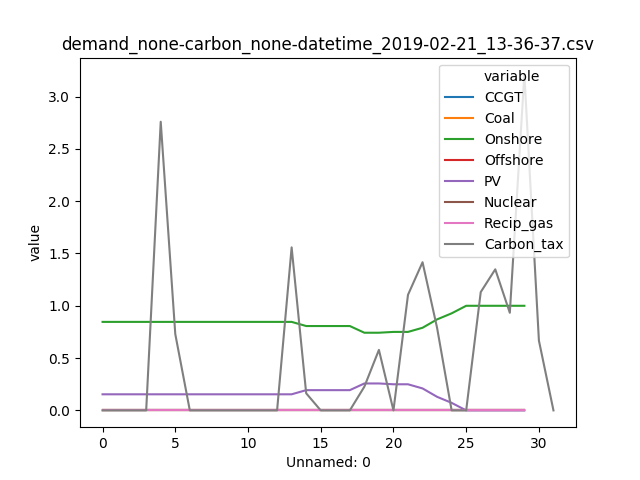 demand_none-carbon_none-datetime_2019-02-21_13-36-37.csv
variable
CCGT
Coal
Onshore
Offshore
PV
Nuclear
Recip_gas
Carbon_tax
value
3.0
2.5
2.0
1.5
1.0
0.5
0.0
0 5 10 15 20 25 30
Unnamed: 0